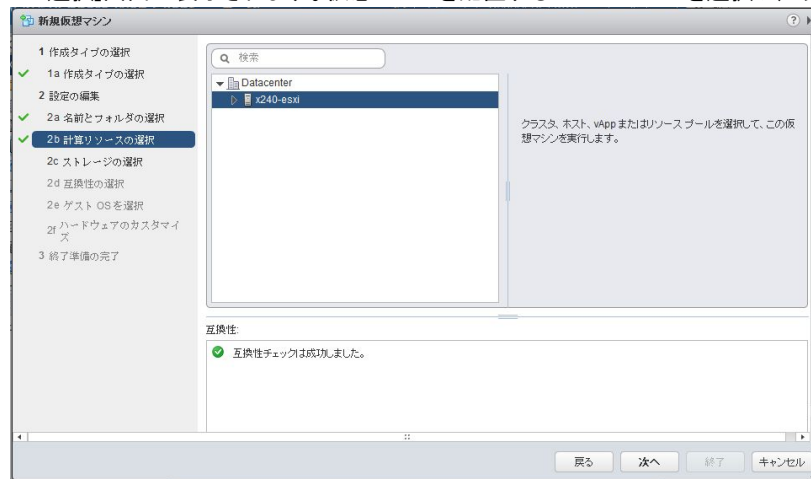 新規仮想マシン
1 作成タイプの選択
1a 作成タイプの選択
2 設定の編集
2a 名前とフォルダの選択
2b 計算リソースの選択
2c ストレージの選択
2d 互換性の選択
2e ゲスト OS を選択
2f ハードウェアのカスタマイ
ズ
3 終了準備の完了
検索
Datacenter
x240-esxi
クラスタ、ホスト、vApp またはリソース プールを選択して、この仮
想マシンを実行します。
互換性:
互換性チェックは成功しました。
戻る
次へ
終了
キャンセル